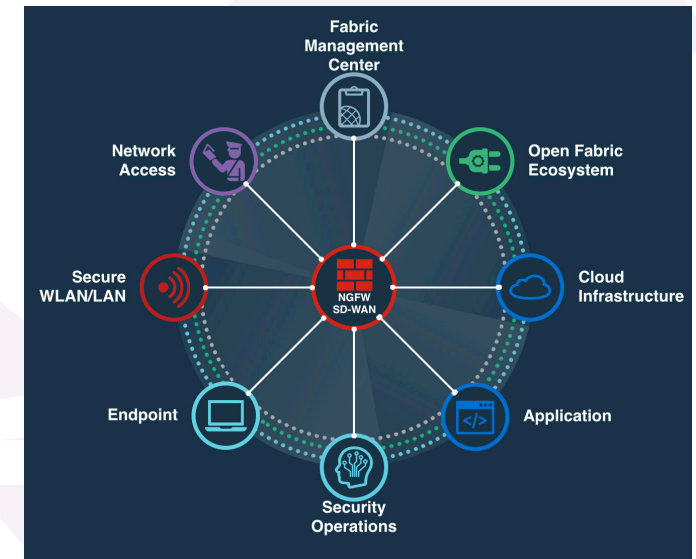 Fabric
Management
Center
Network
Access
Open Fabric
Ecosystem
Secure
WLAN/LAN
NGFW
SD-WAN
Cloud
Infrastructure
Endpoint
</>
Application
Security
Operations